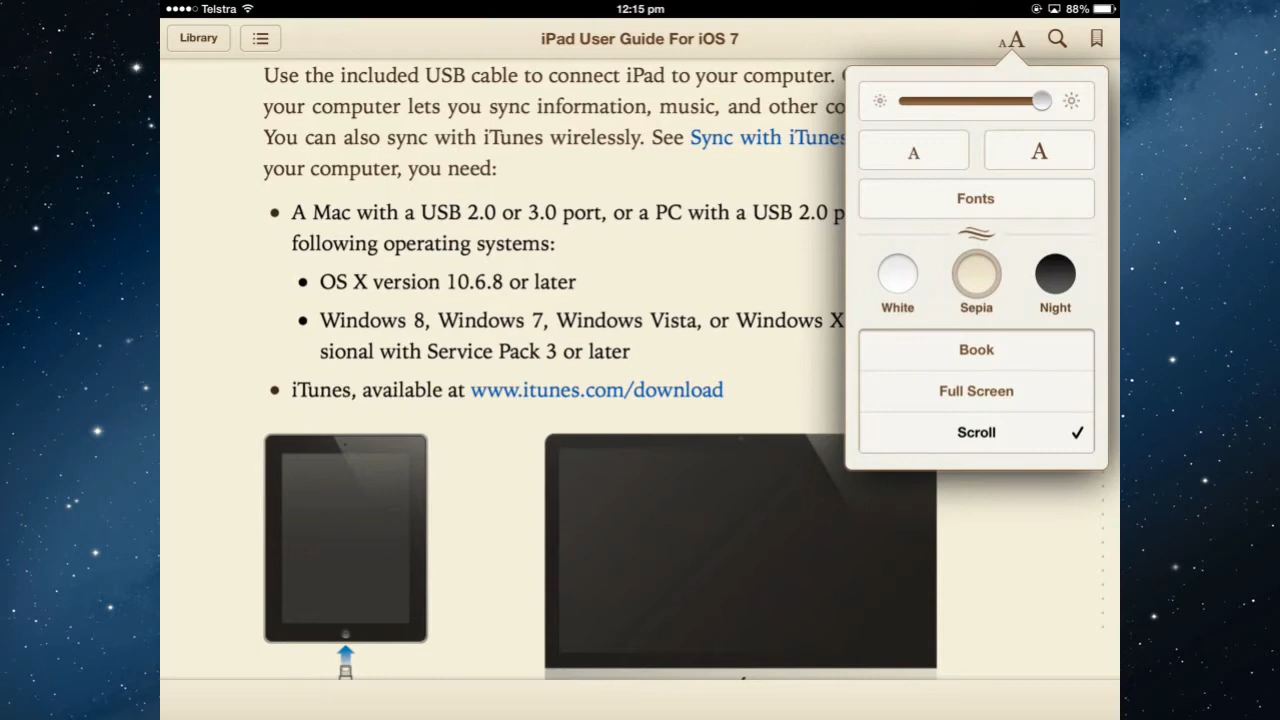 Telstra
12:15 pm
88%
Library
iPad User Guide For iOS 7
AA
Use the included USB cable to connect iPad to your computer.
your computer lets you sync information, music, and other
You can also sync with iTunes wirelessly. See Sync with iTunes
your computer, you need:
• A Mac with a USB 2.0 or 3.0 port, or a PC with a USB 2.0
following operating systems:
• OS X version 10.6.8 or later
• Windows 8, Windows 7, Windows Vista, or Windows
sional with Service Pack 3 or later
• iTunes, available at www.itunes.com/download
A
A
Fonts
White
Sepia
Night
Book
Full Screen
Scroll